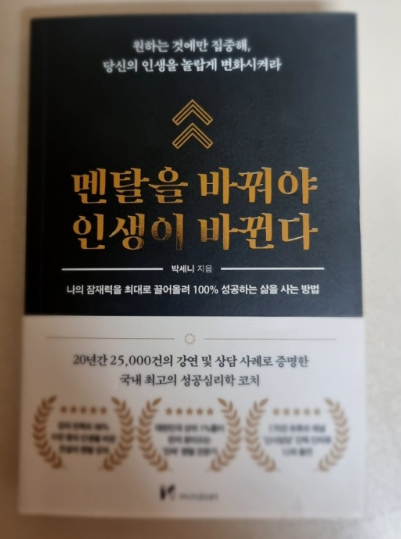 원하는 것에만 집중해,
당신의 인생을 놀랍게 변화시켜라
멘탈을 바꿔야
인생이 바뀐다
박세니 지음
나의 잠재력을 최대로 끌어올려 100% 성공하는 삶을 사는 방법
20년간 25,000건의 강연 및 상담 사례로 증명한
국내 최고의 성공심리학 코치
mindset